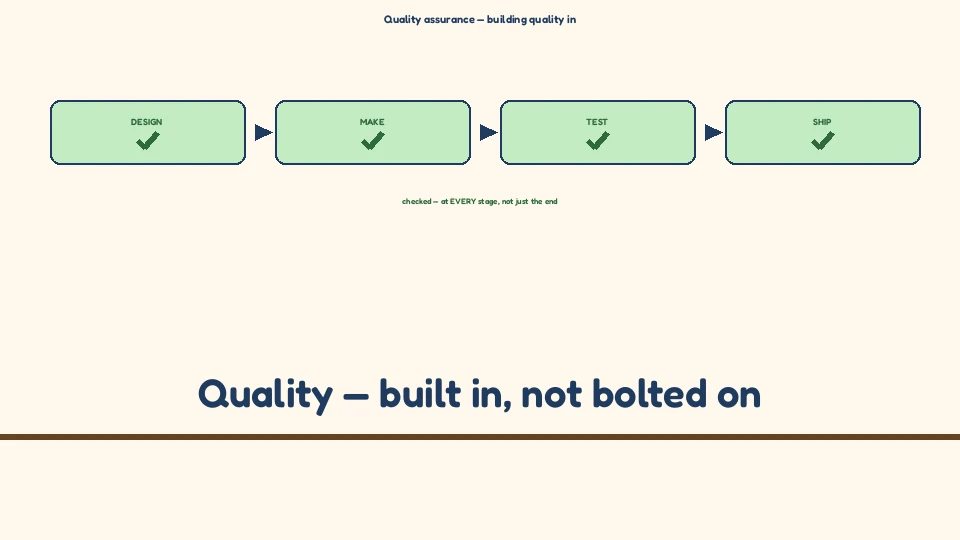 Quality assurance — building quality in
DESIGN
MAKE
TEST
SHIP
checked — at EVERY stage, not just the end
Quality — built in, not bolted on